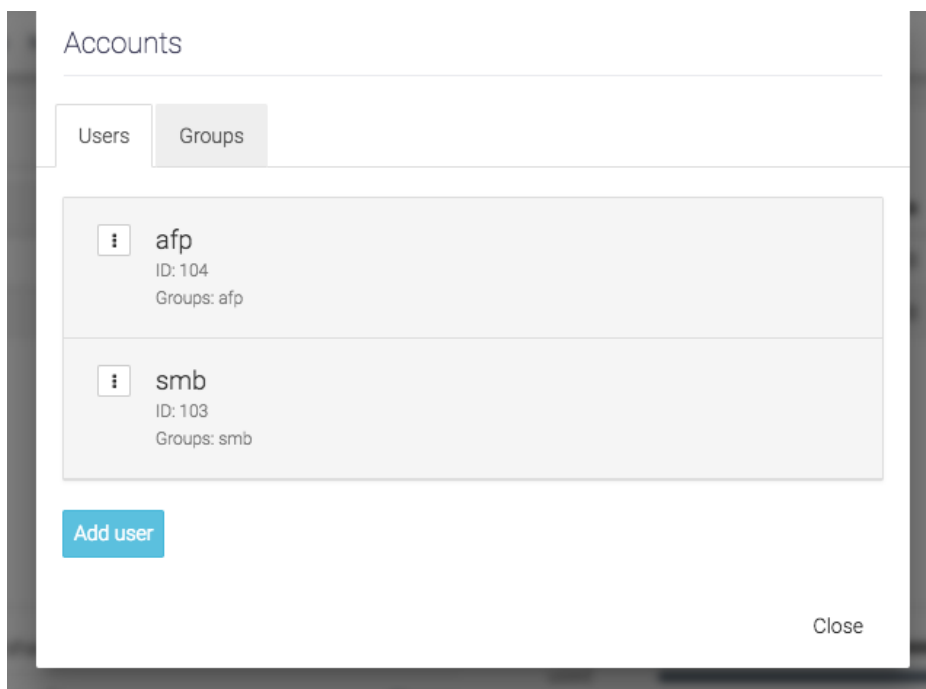 Accounts
Users
Groups
afp
ID: 104
Groups: afp
smb
ID: 103
Groups: smb
Add user
Close